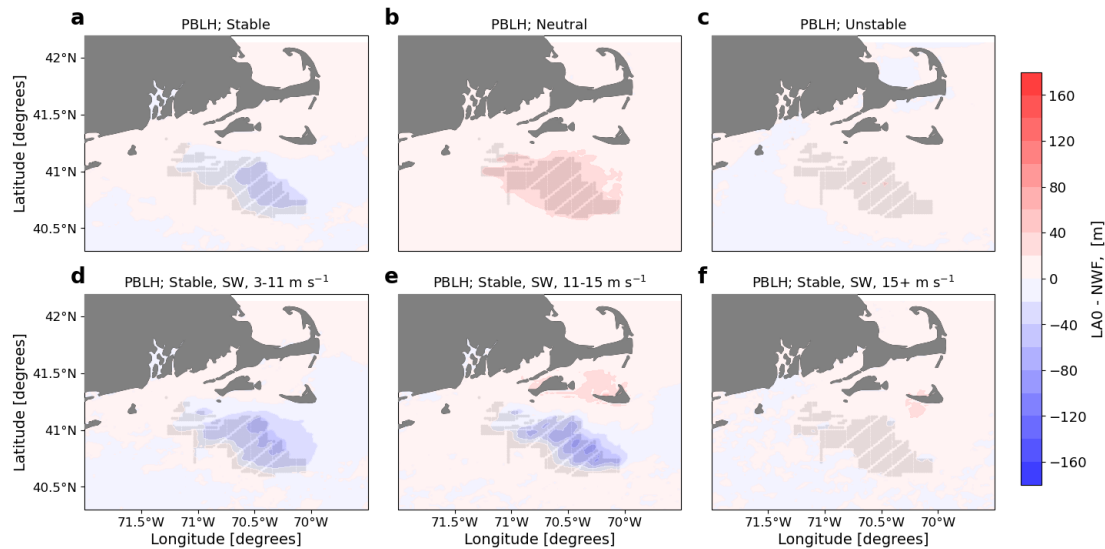 a PBLH; Stable
b PBLH; Neutral
c PBLH; Unstable
Latitude [degrees]
42°N
41.5°N
41°N
40.5°N
d PBLH; Stable, SW, 3-11 m s⁻¹
e PBLH; Stable, SW, 11-15 m s⁻¹
f PBLH; Stable, SW, 15+ m s⁻¹
Latitude [degrees]
42°N
41.5°N
41°N
40.5°N
71.5°W 71°W 70.5°W 70°W
Longitude [degrees]
71.5°W 71°W 70.5°W 70°W
Longitude [degrees]
71.5°W 71°W 70.5°W 70°W
Longitude [degrees]
160
120
80
40
0
−40
−80
−120
−160
LA0 - NWF, [m]